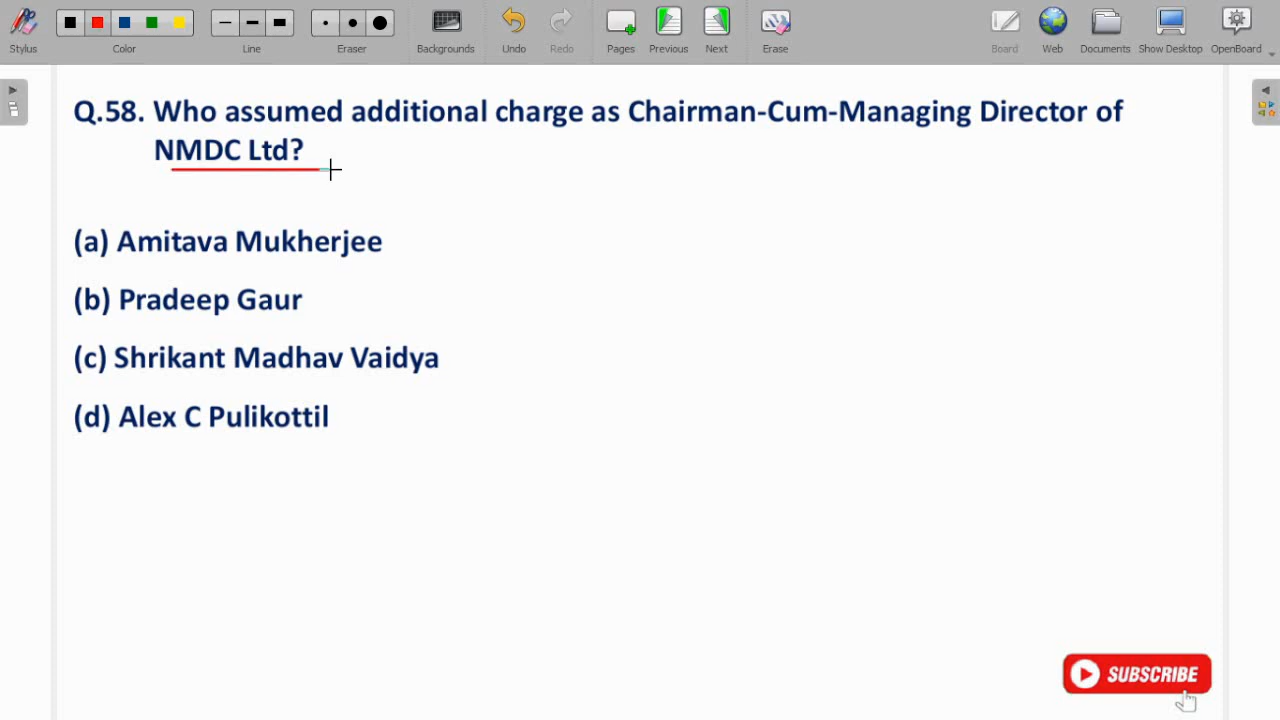 Stylus Color Line Eraser Backgrounds Undo Redo Pages Previous Next Erase Board Web Documents Show Desktop OpenBoard
Q.58. Who assumed additional charge as Chairman-Cum-Managing Director of
NMDC Ltd?
(a) Amitava Mukherjee
(b) Pradeep Gaur
(c) Shrikant Madhav Vaidya
(d) Alex C Pulikottil
SUBSCRIBE